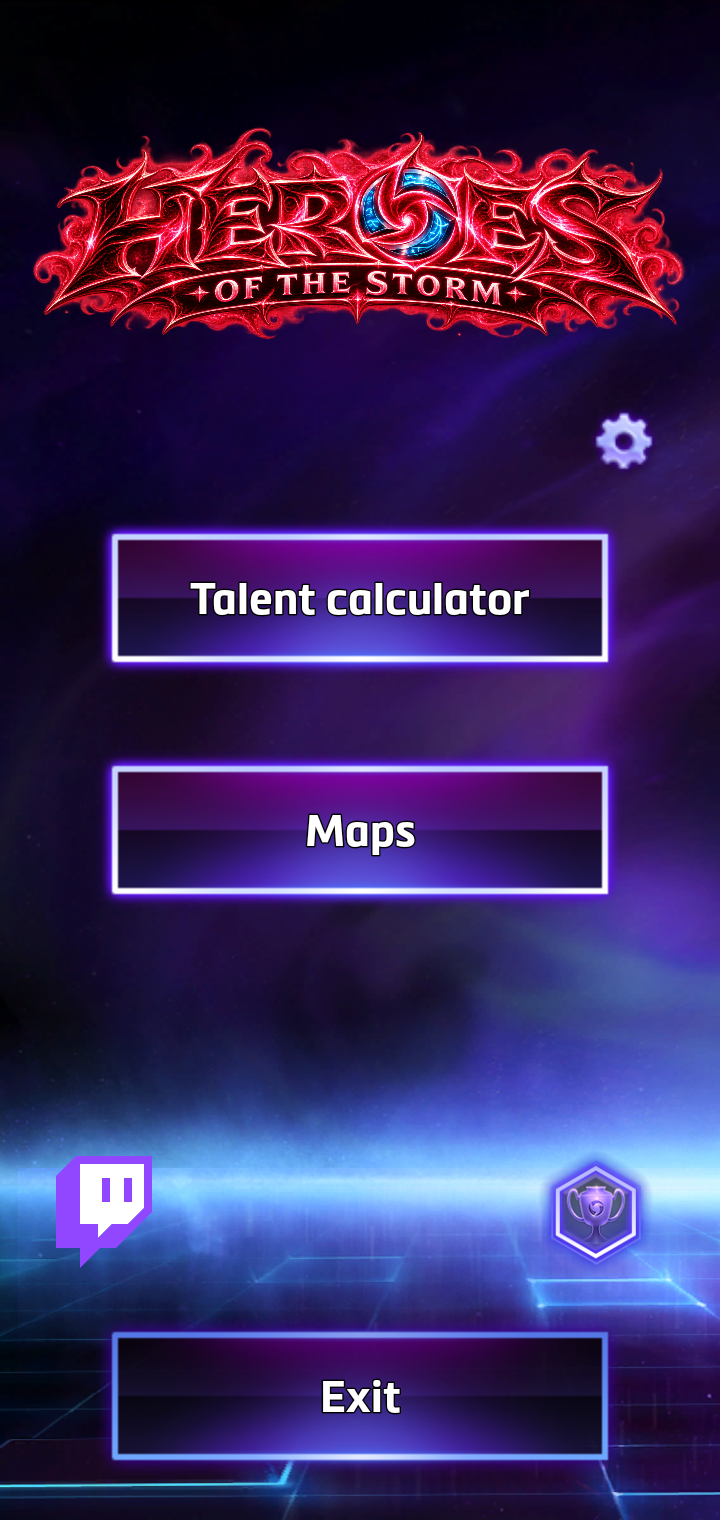 HEROES
OF THE STORM
Talent calculator
Maps
Exit